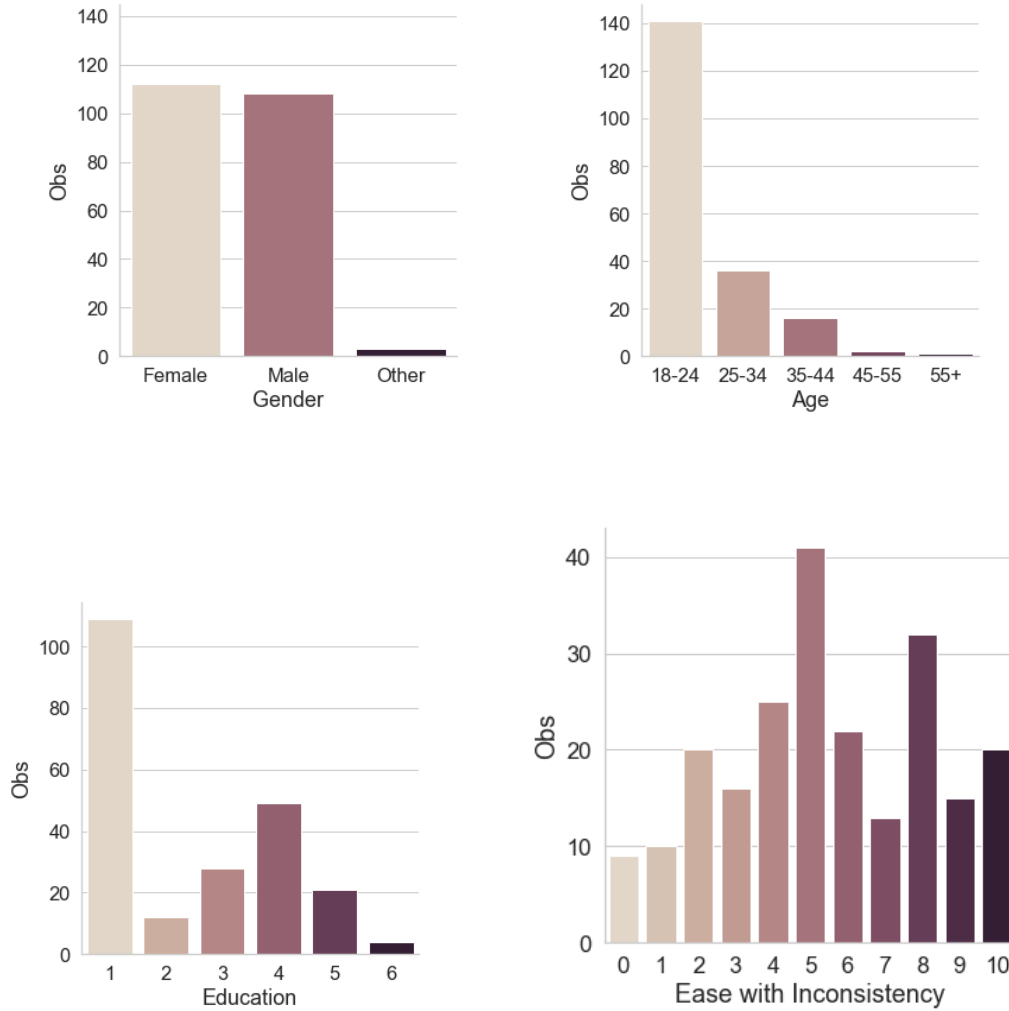 140
120
100
80
60
40
20
0
Obs
Female Male Other
Gender
140
120
100
80
60
40
20
0
Obs
18-24 25-34 35-44 45-55 55+
Age
100
80
60
40
20
0
Obs
1 2 3 4 5 6
Education
40
30
20
10
0
Obs
0 1 2 3 4 5 6 7 8 9 10
Ease with Inconsistency